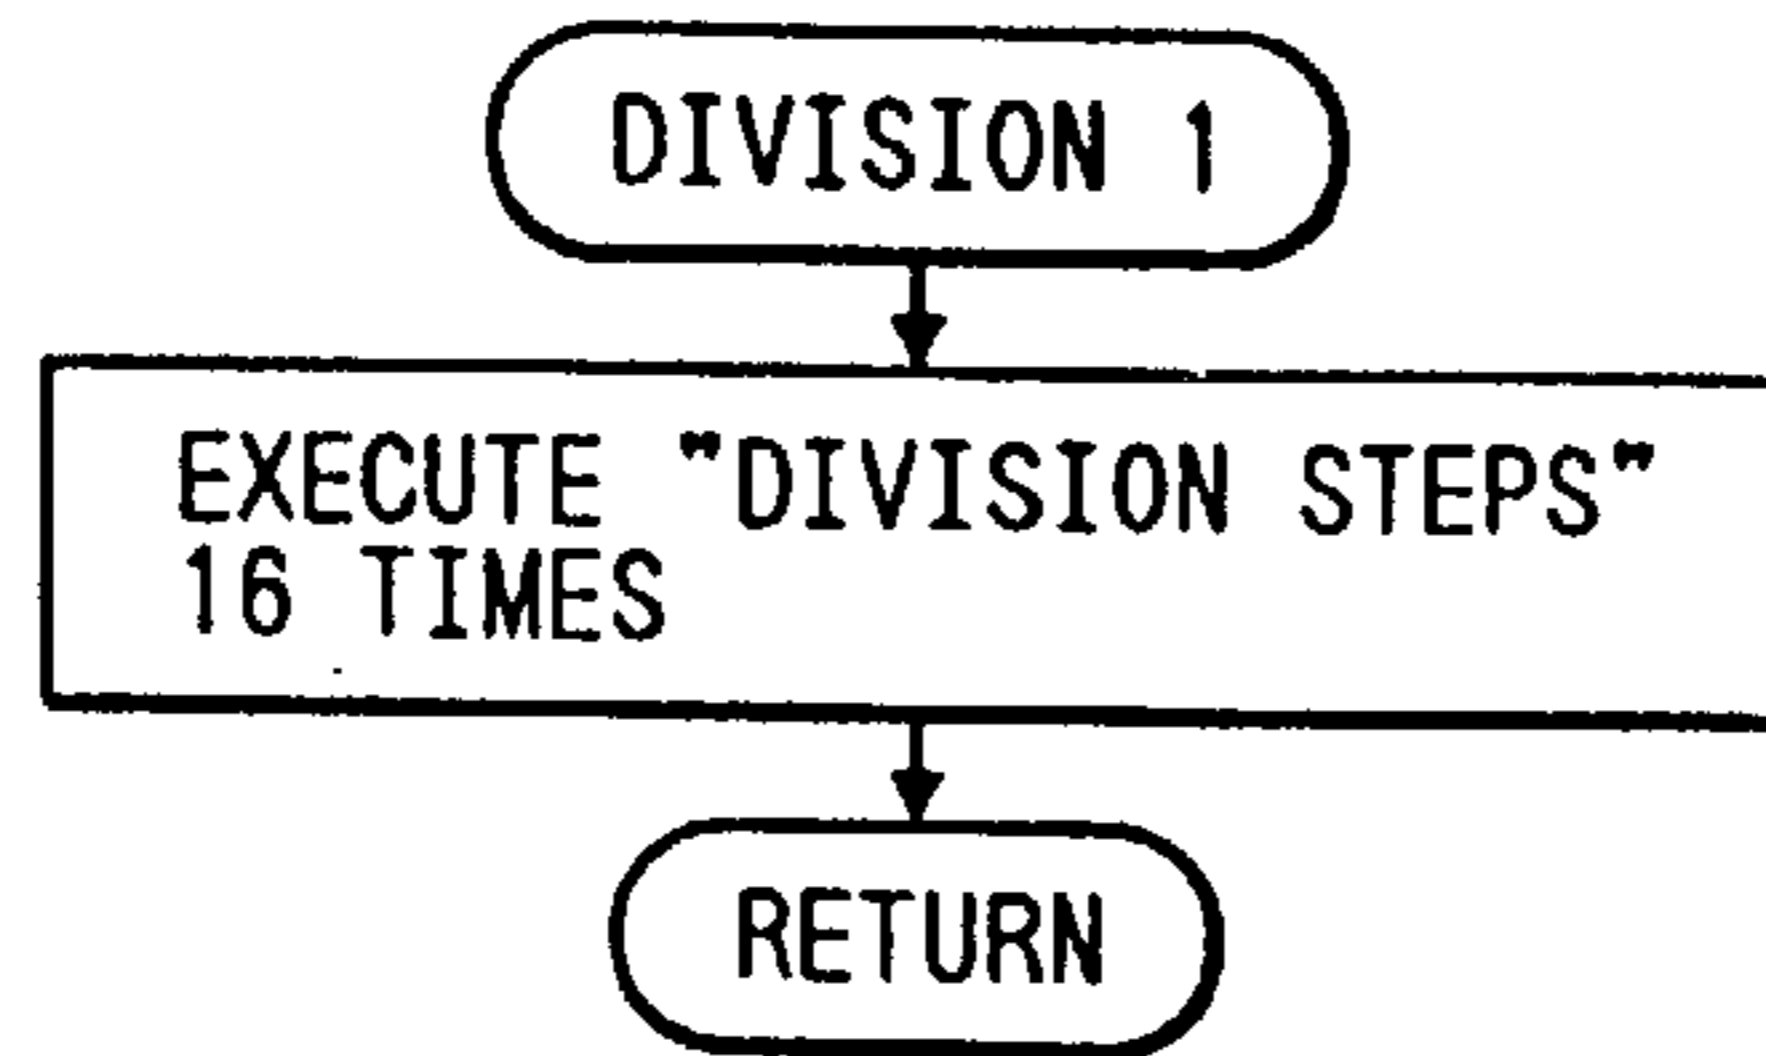 DIVISION 1
EXECUTE "DIVISION STEPS"
16 TIMES
RETURN